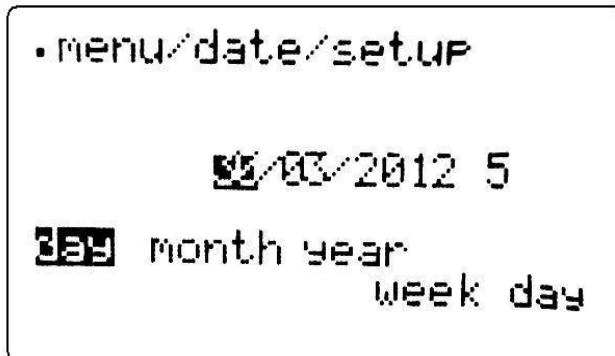 .menu/date/setup
/03/2012 5
day month year
week day